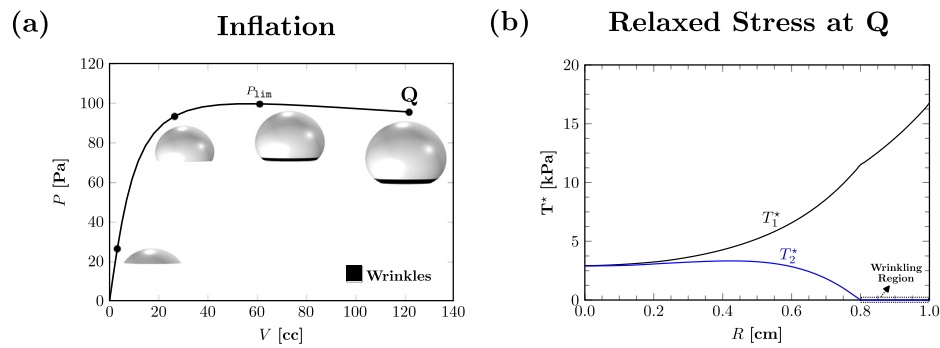 (a)
Inflation
120
100
80
60
40
20
0
0 20 40 60 80 100 120 140
P [Pa]
V [cc]
P_lim
Q
Wrinkles
(b)
Relaxed Stress at Q
20
15
10
5
0
0.0 0.2 0.4 0.6 0.8 1.0
T⋆ [kPa]
R [cm]
T₁⋆
T₂⋆
Wrinkling
Region